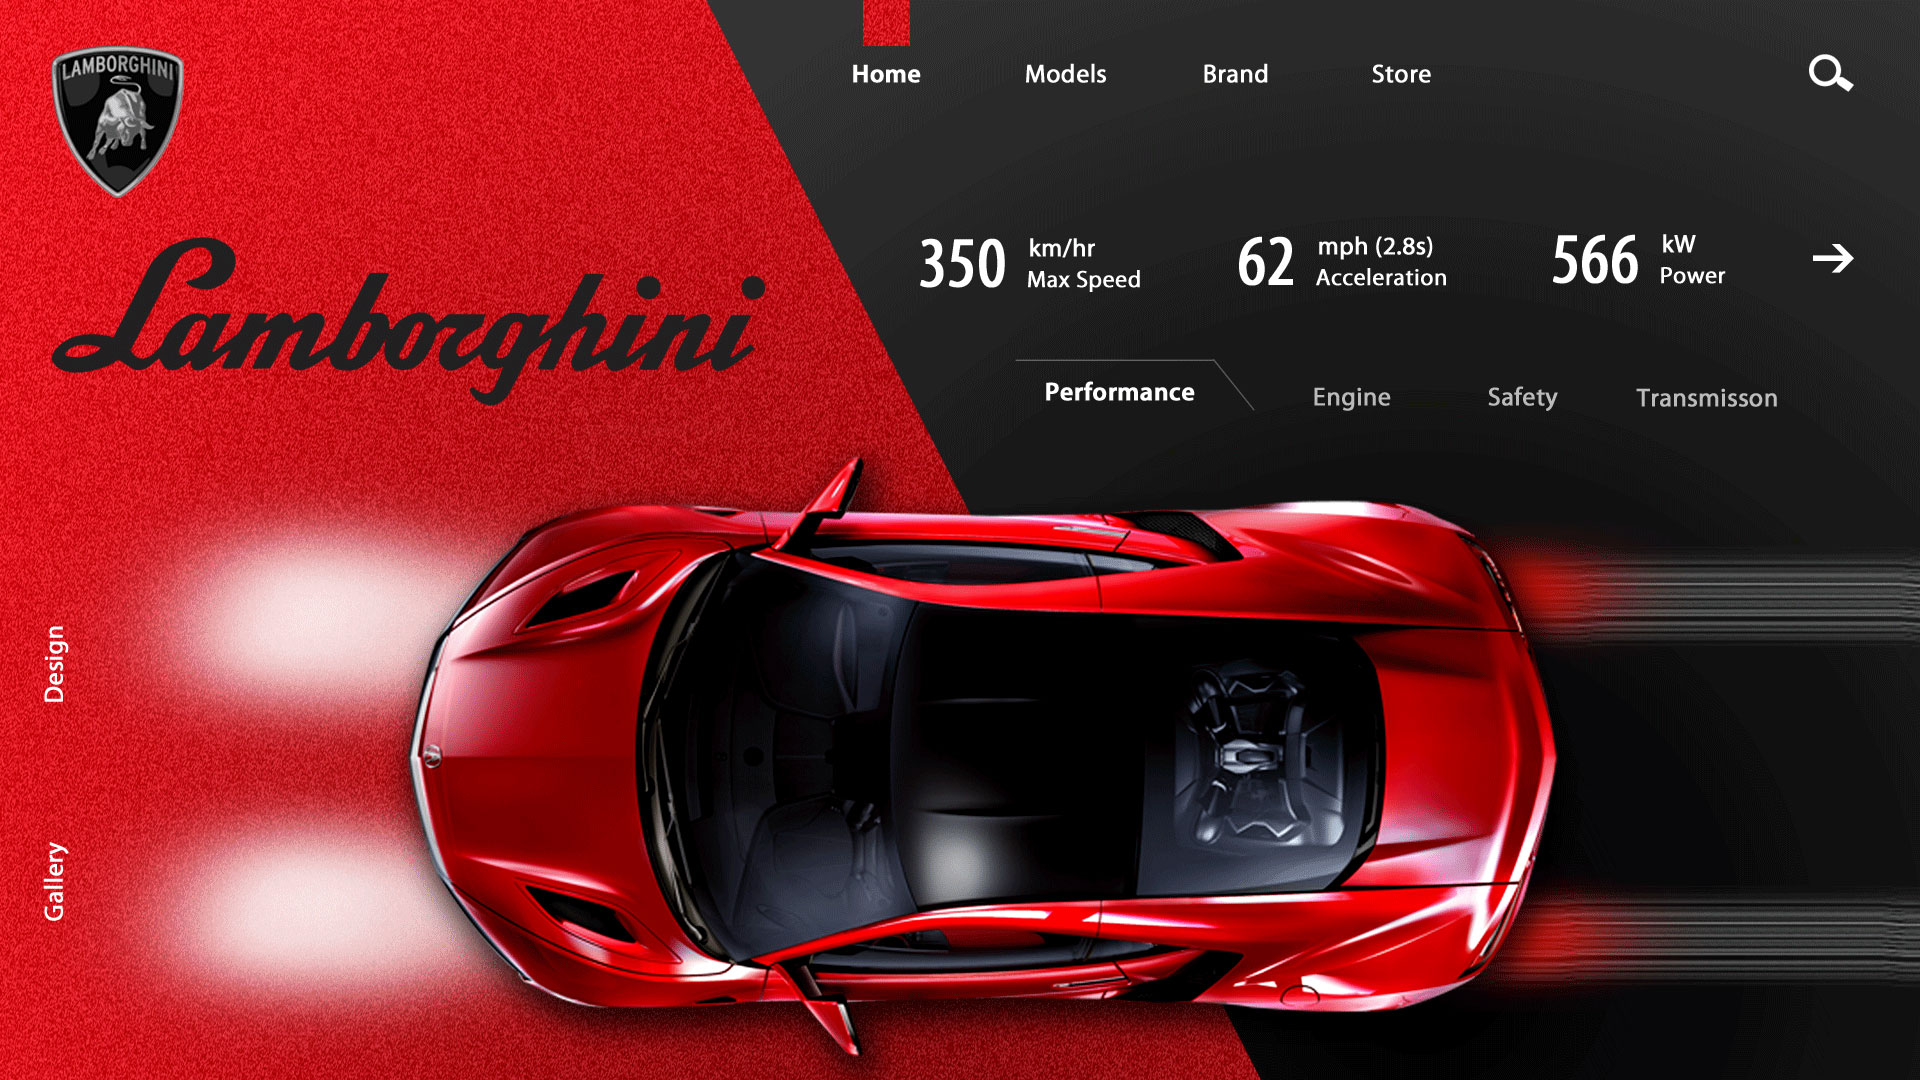 LAMBORGHINI
Home Models Brand Store
Lamborghini
350 km/hr
Max Speed
62 mph (2.8s)
Acceleration
566 kW
Power
Performance Engine Safety Transmisson
Design
Gallery